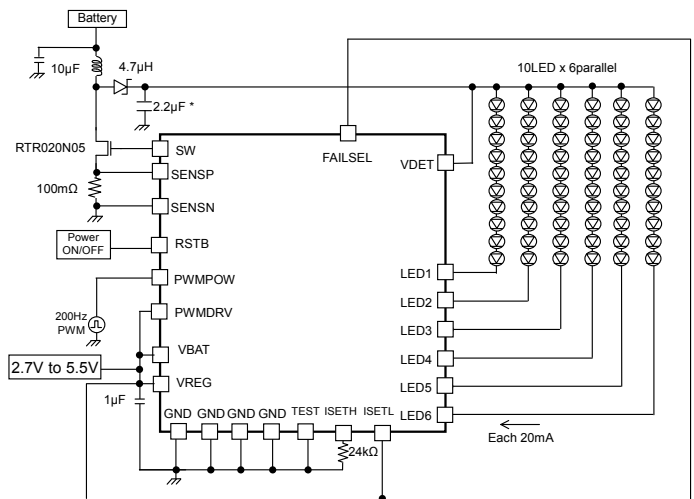 Battery
10µF
4.7µH
10LED x 6parallel
2.2µF *
RTR020N05
SW
FAILSEL
VDET
SENSP
100mΩ
SENSN
Power
ON/OFF
RSTB
LED1
PWMPOW
LED2
200Hz
PWM
PWMDRV
LED3
VBAT
LED4
2.7V to 5.5V
VREG
LED5
1µF
GND
GND
GND
GND
TEST
ISETH
ISETL
LED6
24kΩ
Each 20mA